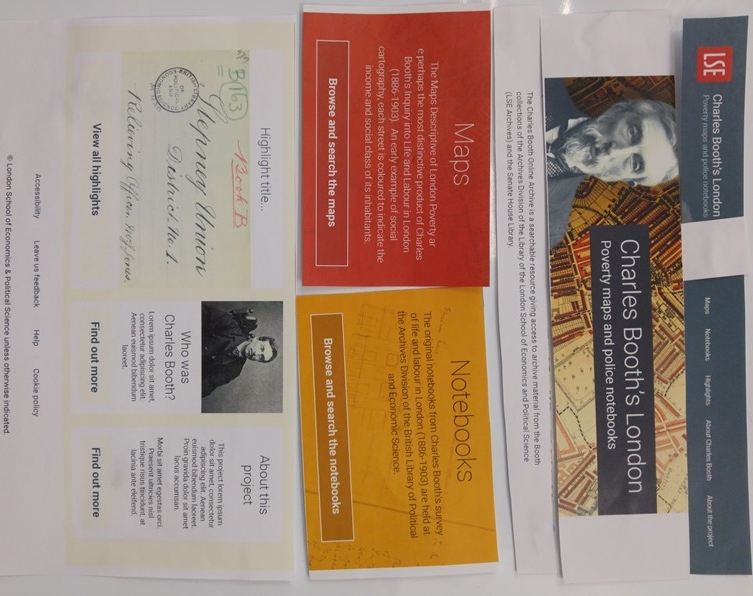 LSE
Charles Booth's London
Poverty maps and police notebooks
Maps
Notebooks
Highlights
About Charles Booth
About the project
Charles Booth's London
Poverty maps and police notebooks
The Charles Booth Online Archive is a searchable resource giving access to archive material from the Booth
collections of the Archives Division of the Library of the London School of Economics and Political Science
(LSE Archives) and the Senate House Library
Maps
The Maps Descriptive of London Poverty ar
e perhaps the most distinctive product of Charles
Booth's Inquiry into Life and Labour in London
(1886-1903). An early example of social
cartography, each street is coloured to indicate the
income and social class of its inhabitants.
Browse and search the maps
Notebooks
The original notebooks from Charles Booth's survey
of life and labour in London (1886-1903) are held at
the Archives Division of the British Library of Political
and Economic Science.
Browse and search the notebooks
Highlight title...
B/163
Book B
Stepney Union
District No 1.
Relieving Officer
View all highlights
Who was
Charles Booth?
Lorem ipsum dolor sit amet,
consectetur adipiscing elit.
Aenean euismod bibendum
laoreet.
Find out more
About this
project
This project lorem ipsum
dolor sit amet, consectetur
adipiscing elit. Aenean
euismod bibendum laoreet.
Proin gravida dolor sit amet
lacus accumsan.
Morbi sit amet egestas orci.
Praesent ultricies nisl
tristique risus tincidunt, at
lacinia ante eleifend.
Find out more
Accessibility
Leave us feedback
Help
Cookie policy
© London School of Economics & Political Science unless otherwise indicated.